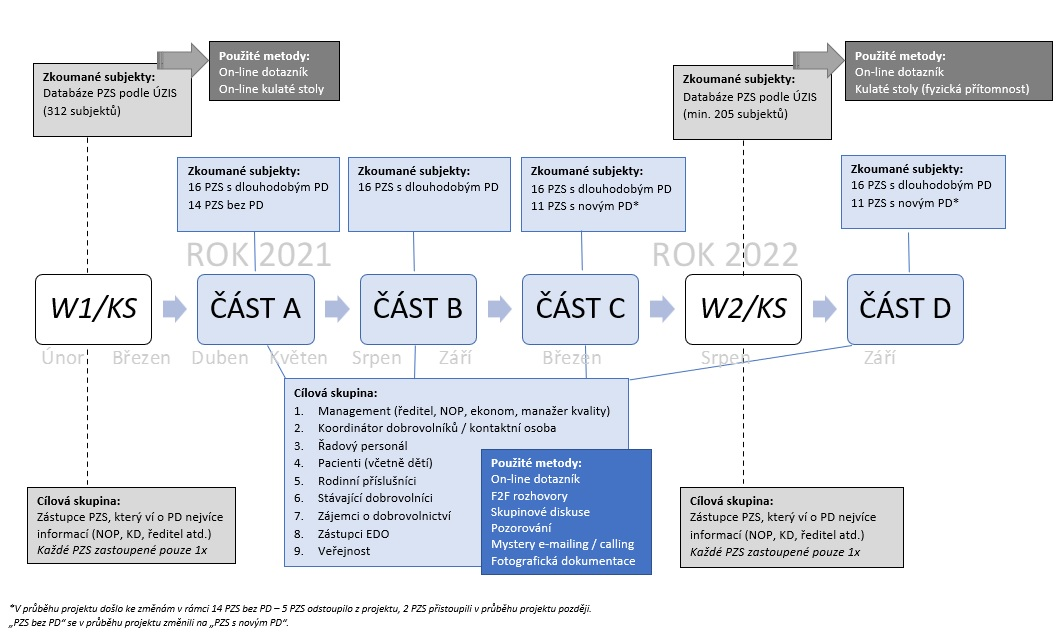 Použité metody:
On-line dotazník
On-line kulaté stoly
Zkoumané subjekty:
Databáze PZS podle ÚZIS
(312 subjektů)
Použité metody:
On-line dotazník
Kulaté stoly (fyzická přítomnost)
Zkoumané subjekty:
Databáze PZS podle ÚZIS
(min. 205 subjektů)
Zkoumané subjekty:
16 PZS s dlouhodobým PD
14 PZS bez PD
Zkoumané subjekty:
16 PZS s dlouhodobým PD
Zkoumané subjekty:
16 PZS s dlouhodobým PD
11 PZS s novým PD*
Zkoumané subjekty:
16 PZS s dlouhodobým PD
11 PZS s novým PD*
ROK 2021
ROK 2022
W1/KS
ČÁST A
ČÁST B
ČÁST C
W2/KS
ČÁST D
Únor
Březen
Duben
Květen
Srpen
Září
Březen
Srpen
Září
Cílová skupina:
1. Management (ředitel, NOP, ekonom, manažer kvality)
2. Koordinátor dobrovolníků / kontaktní osoba
3. Řadový personál
4. Pacienti (včetně dětí)
5. Rodinní příslušníci
6. Stávající dobrovolníci
7. Zájemci o dobrovolnictví
8. Zástupci EDO
9. Veřejnost
Použité metody:
On-line dotazník
F2F rozhovory
Skupinové diskuse
Pozorování
Mystery e-mailing / calling
Fotografická dokumentace
Cílová skupina:
Zástupce PZS, který ví o PD nejvíce
informací (NOP, KD, ředitel atd.)
Každé PZS zastoupené pouze 1x
Cílová skupina:
Zástupce PZS, který ví o PD nejvíce
informací (NOP, KD, ředitel atd.)
Každé PZS zastoupené pouze 1x
*V průběhu projektu došlo ke změnám v rámci 14 PZS bez PD – 5 PZS odstoupilo z projektu, 2 PZS přistoupili v průběhu projektu později.
„PZS bez PD“ se v průběhu projektu změnili na „PZS s novým PD“.